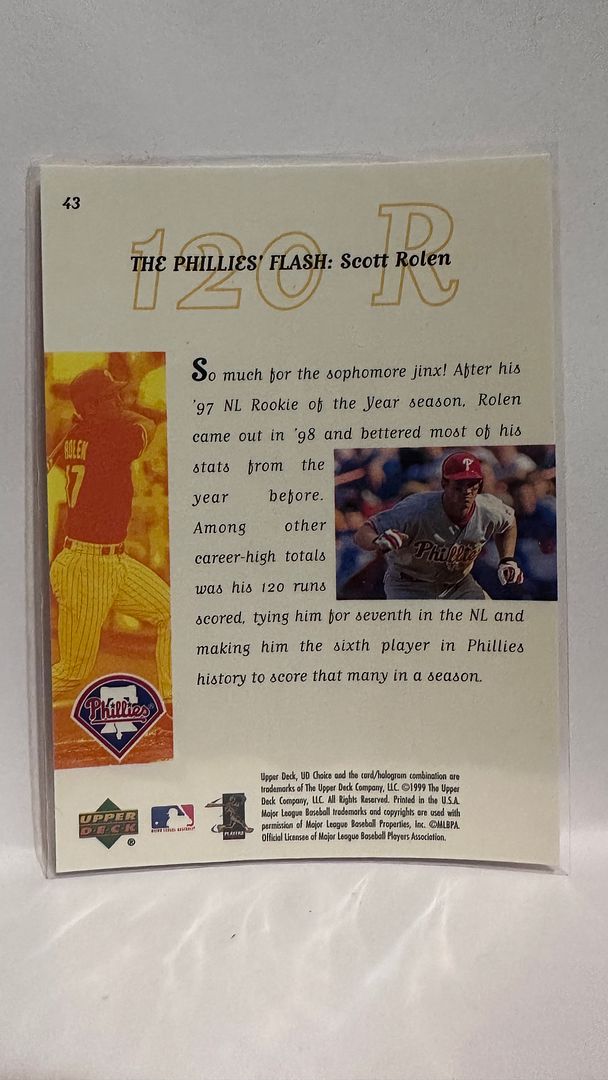 43
120 R
THE PHILLIES' FLASH: Scott Rolen
So much for the sophomore jinx! After his
'97 NL Rookie of the Year season, Rolen
came out in '98 and bettered most of his
stats from the
year before.
Among other
career-high totals
was his 120 runs
scored, tying him for seventh in the NL and
making him the sixth player in Phillies
history to score that many in a season.
ROLEN
17
P
Phillies
Phillies
Upper Deck, UD Choice and the card/hologram combination are
trademarks of The Upper Deck Company, LLC. ©1999 The Upper
Deck Company, LLC. All Rights Reserved. Printed in the U.S.A.
Major League Baseball trademarks and copyrights are used with
permission of Major League Baseball Properties, Inc. ©MLBPA.
Official Licensee of Major League Baseball Players Association.
UPPER
DECK
®
PLAYERS